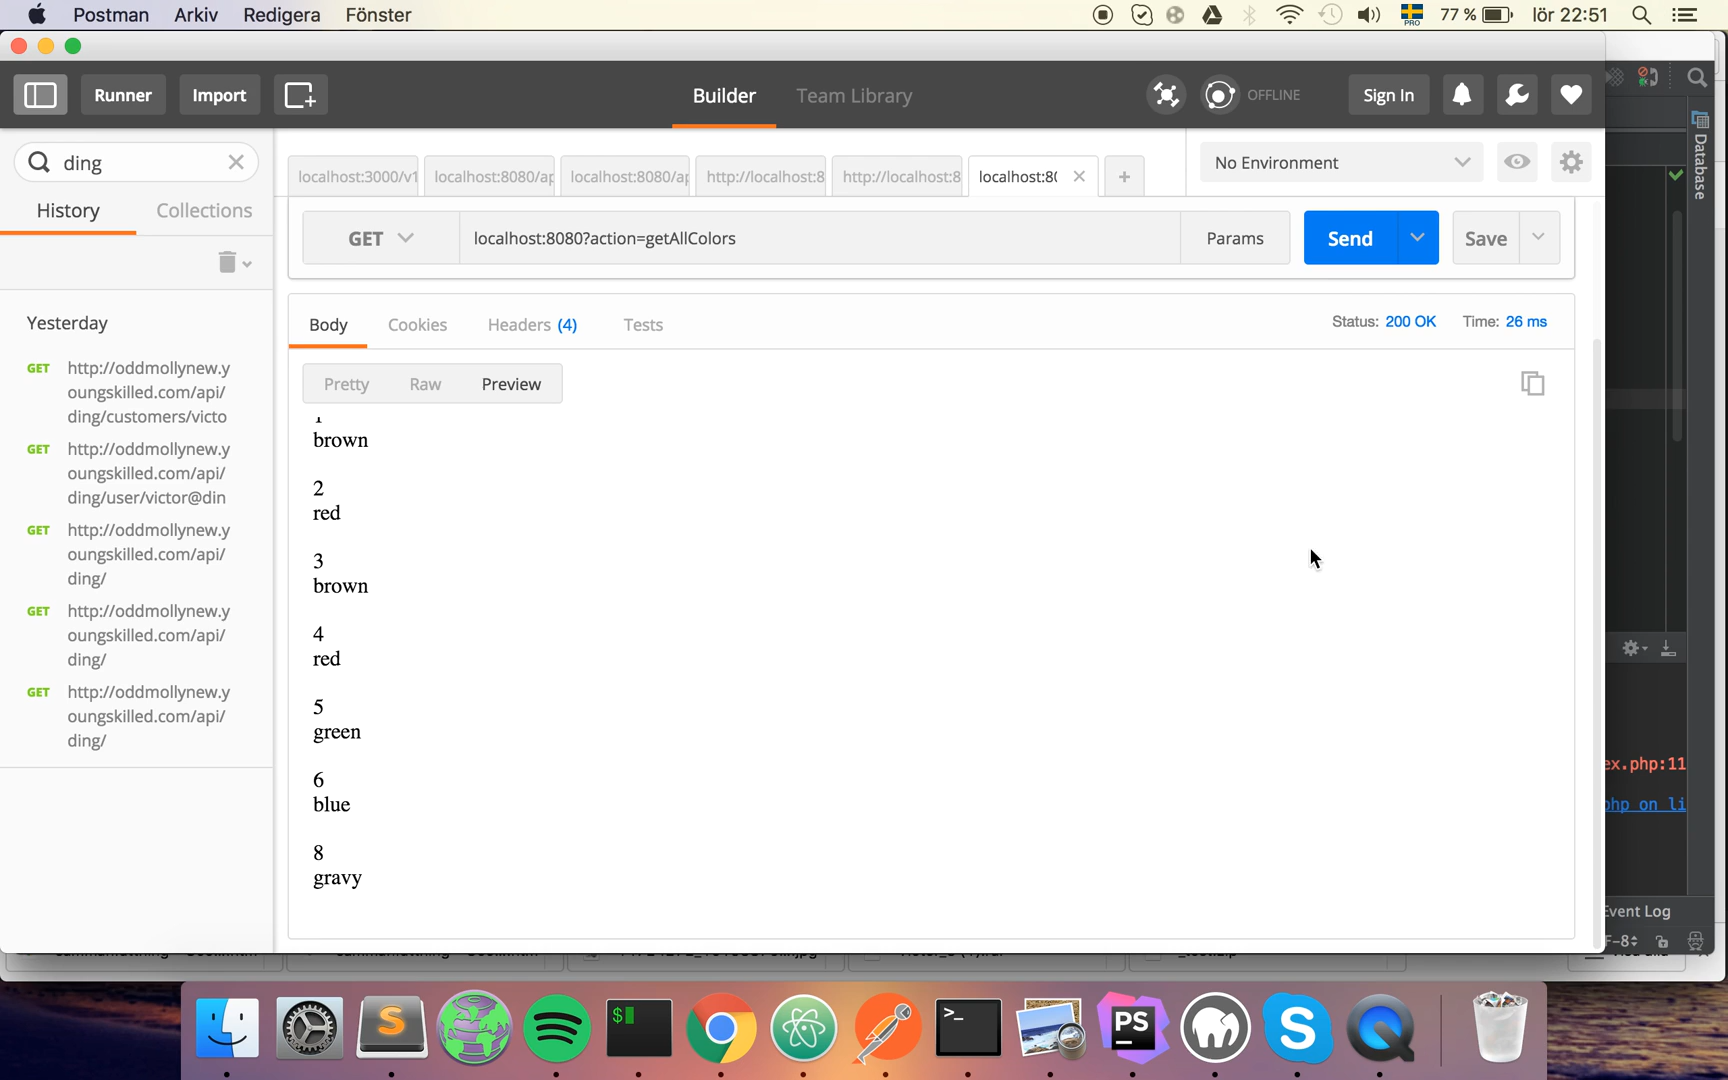 Postman Arkiv Redigera Fönster
PRO 77 % lör 22:51
Runner Import Builder Team Library OFFLINE Sign In
ding
localhost:3000/v1 localhost:8080/ap localhost:8080/ap http://localhost:8 http://localhost:8 localhost:80 +
No Environment
History Collections
GET localhost:8080?action=getAllColors Params Send Save
Body Cookies Headers (4) Tests
Status: 200 OK Time: 26 ms
Pretty Raw Preview
Yesterday
GET http://oddmollynew.y
oungskilled.com/api/
ding/customers/victo
GET http://oddmollynew.y
oungskilled.com/api/
ding/user/victor@din
GET http://oddmollynew.y
oungskilled.com/api/
ding/
GET http://oddmollynew.y
oungskilled.com/api/
ding/
GET http://oddmollynew.y
oungskilled.com/api/
ding/
1
brown
2
red
3
brown
4
red
5
green
6
blue
8
gravy
Database
ex.php:11
php on li
Event Log
F-8
S
$
>_
PS
S